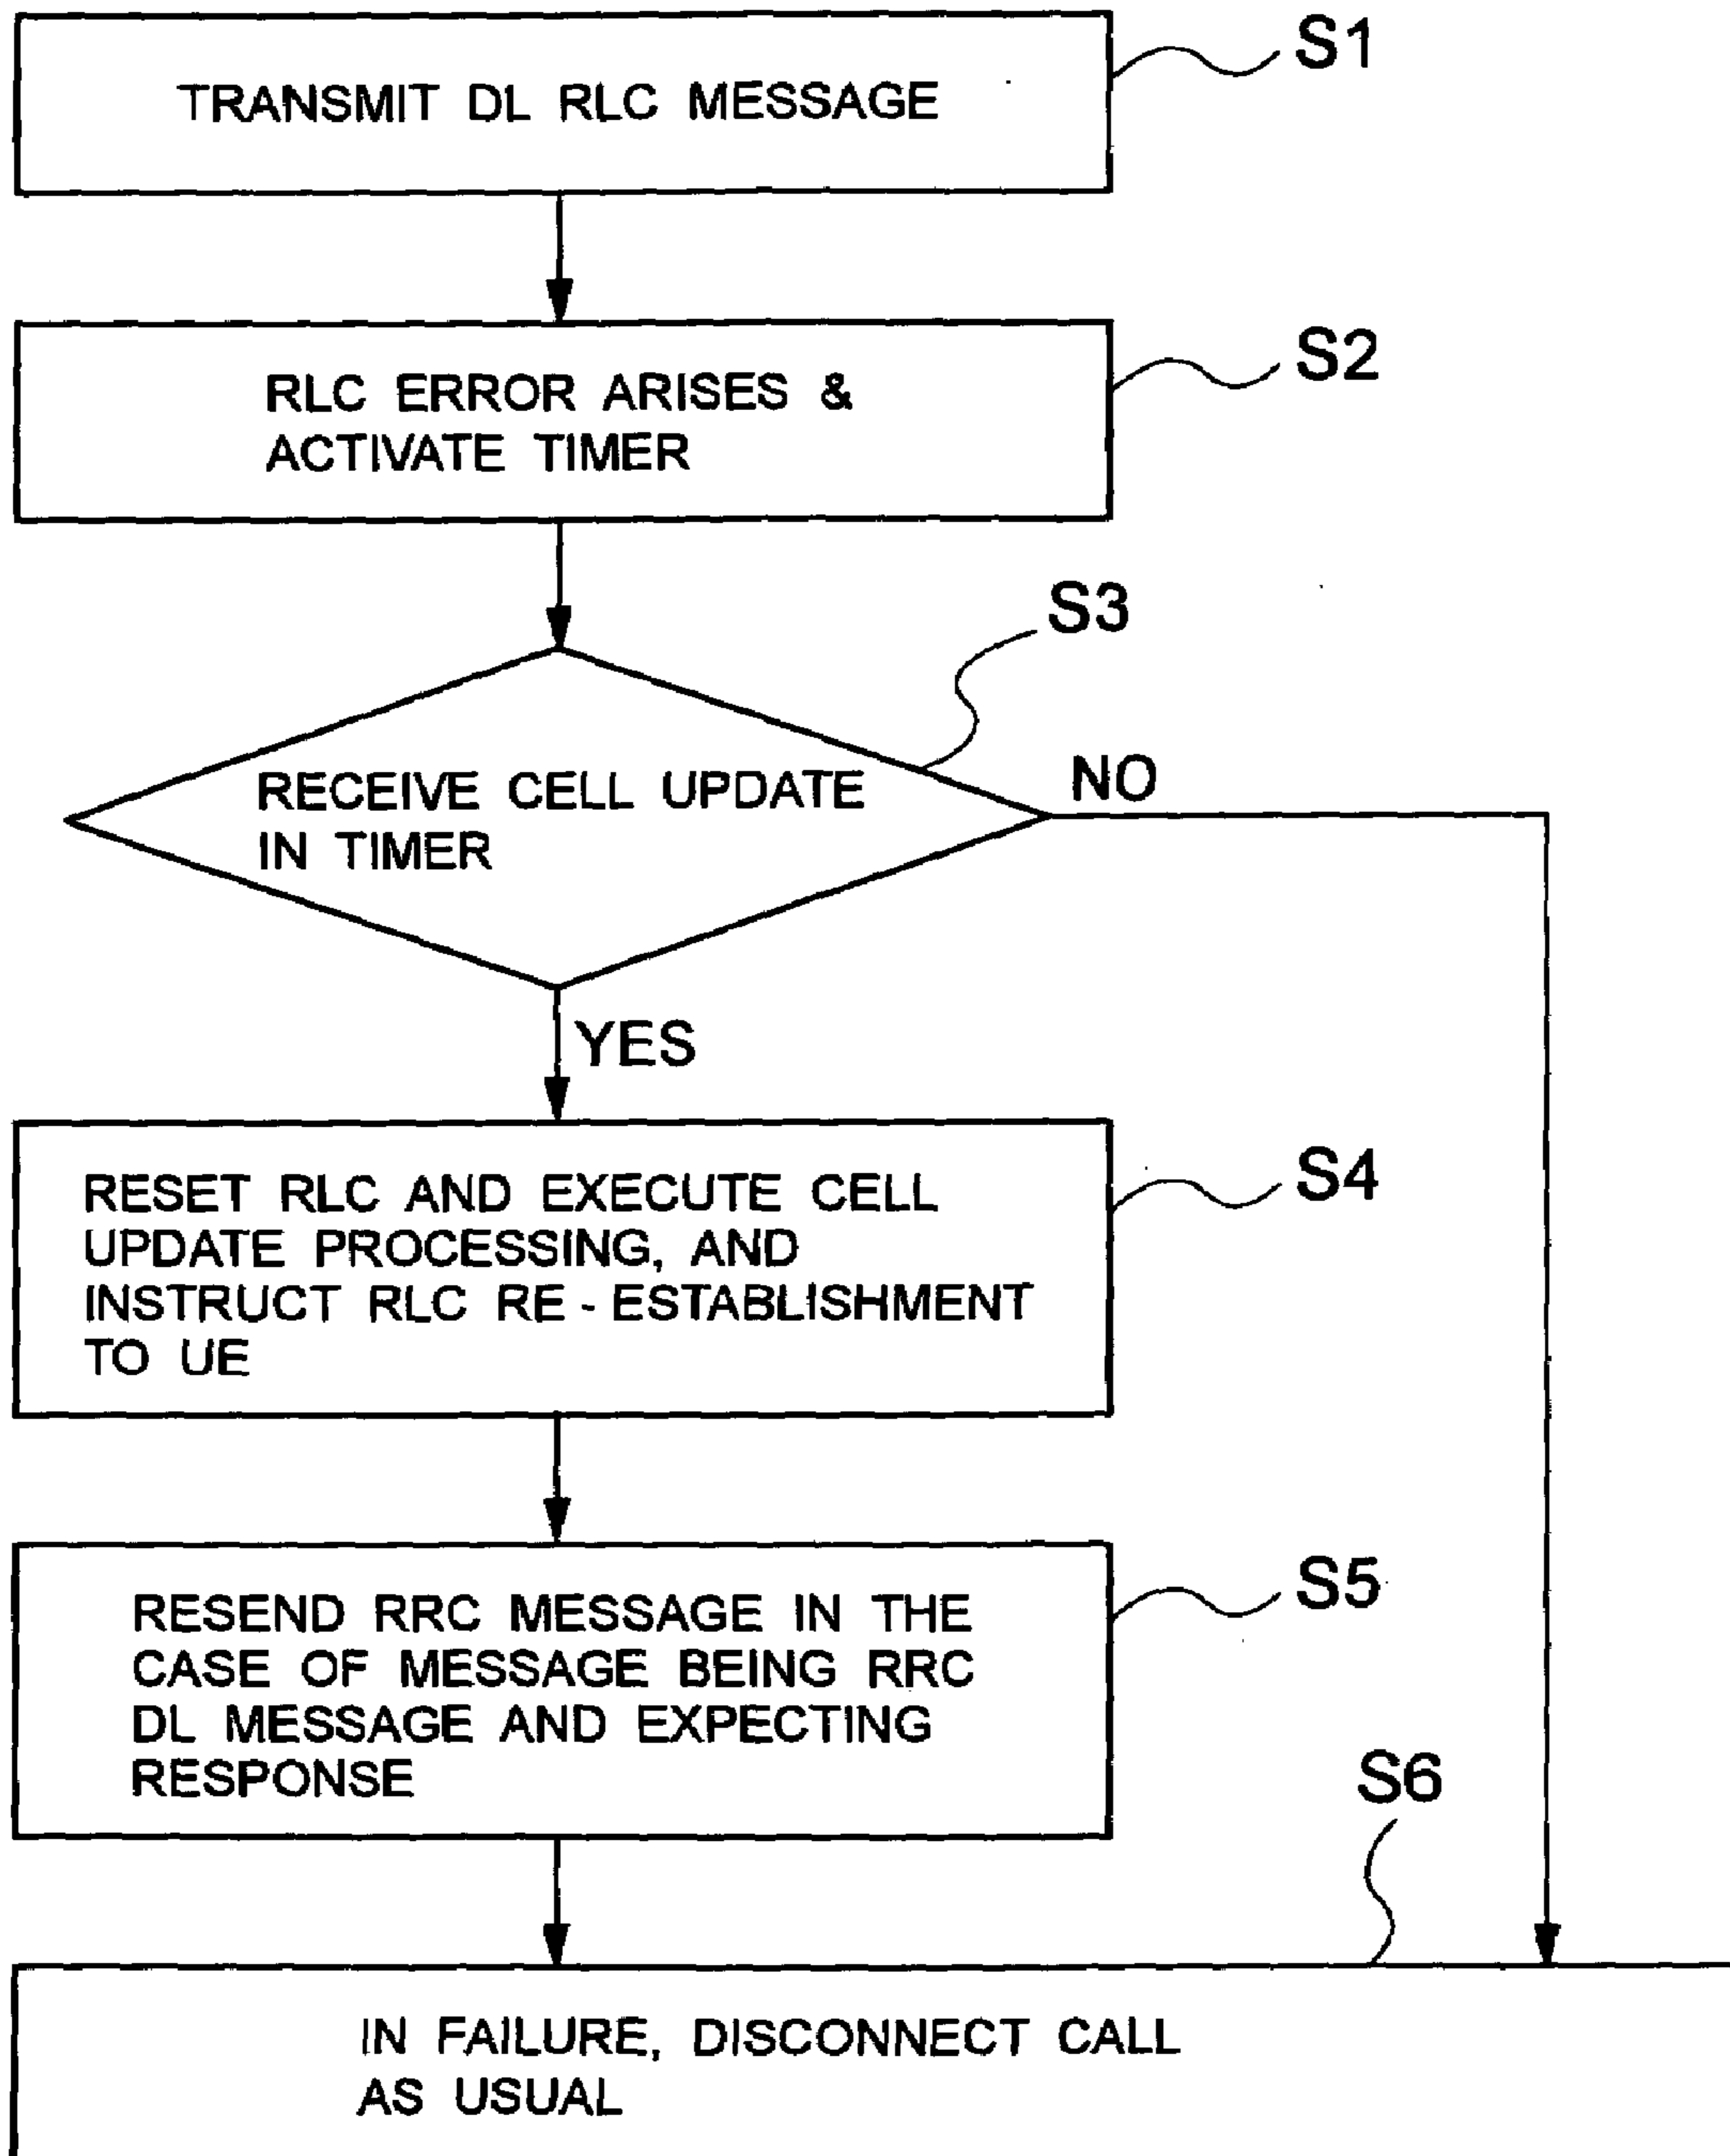 TRANSMIT DL RLC MESSAGE
S1
RLC ERROR ARISES &
ACTIVATE TIMER
S2
S3
RECEIVE CELL UPDATE
IN TIMER
NO
YES
RESET RLC AND EXECUTE CELL
UPDATE PROCESSING, AND
INSTRUCT RLC RE-ESTABLISHMENT
TO UE
S4
RESEND RRC MESSAGE IN THE
CASE OF MESSAGE BEING RRC
DL MESSAGE AND EXPECTING
RESPONSE
S5
S6
IN FAILURE, DISCONNECT CALL
AS USUAL